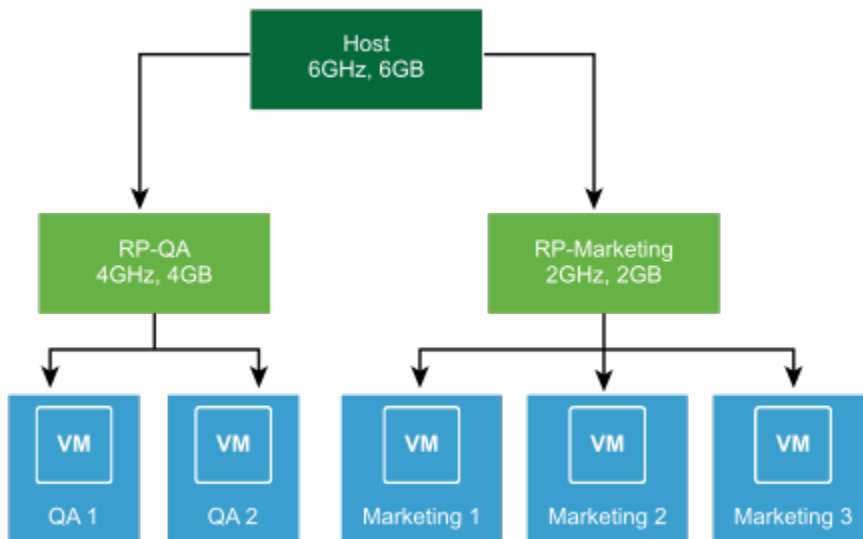 Host
6GHz, 6GB
RP-QA
4GHz, 4GB
RP-Marketing
2GHz, 2GB
VM
QA 1
VM
QA 2
VM
Marketing 1
VM
Marketing 2
VM
Marketing 3